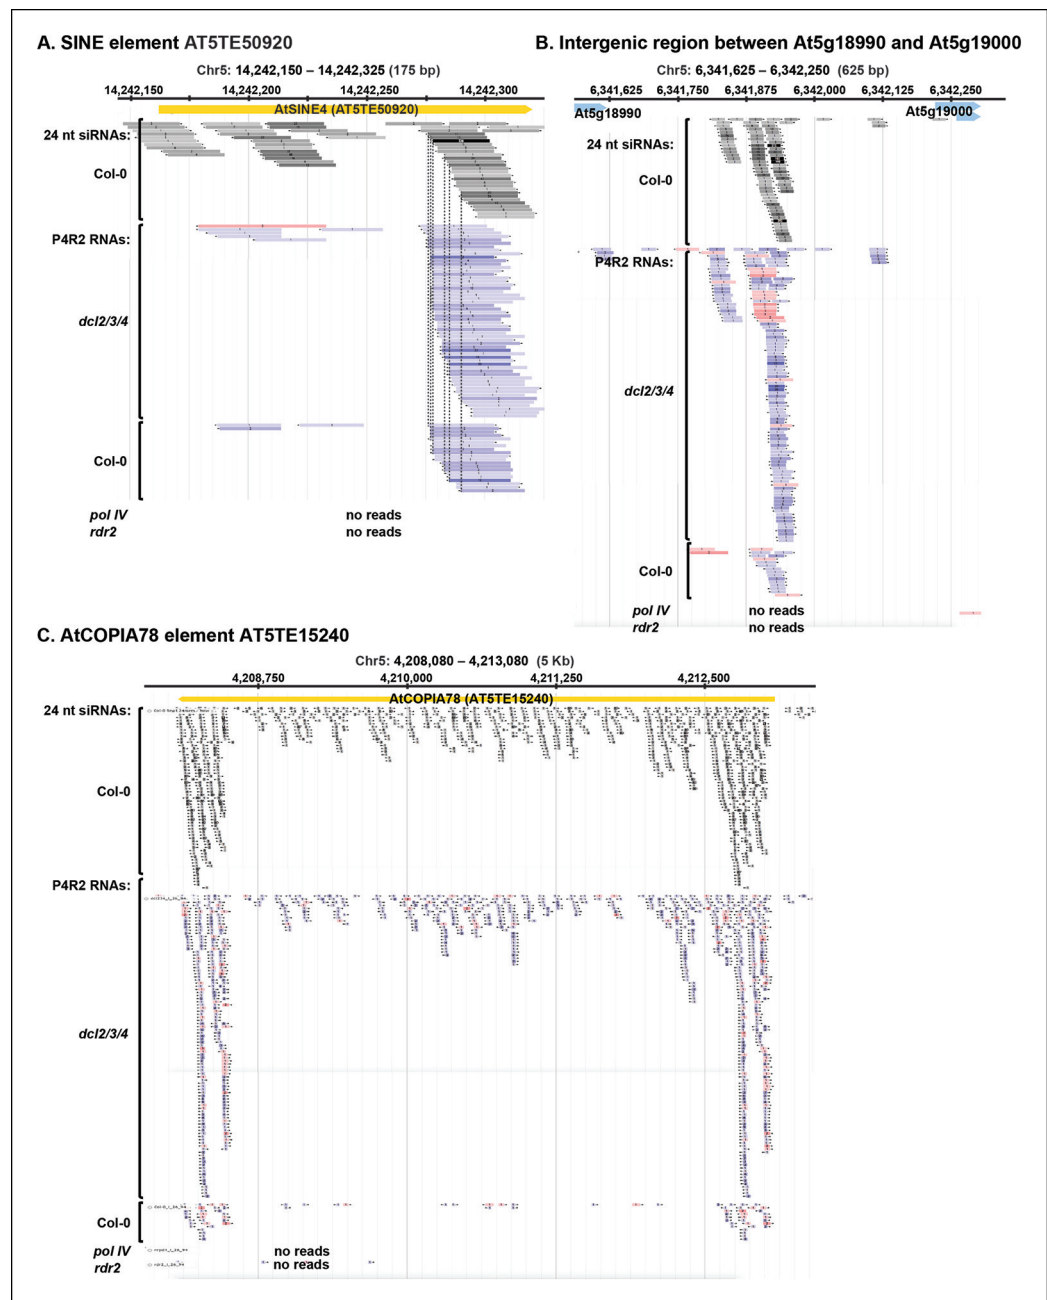 A. SINE element AT5TE50920
Chr5: 14,242,150 – 14,242,325 (175 bp)
14,242,150 14,242,200 14,242,250 14,242,300
AtSINE4 (AT5TE50920)
24 nt siRNAs:
Col-0
P4R2 RNAs:
dcl2/3/4
Col-0
pol IV no reads
rdr2 no reads
B. Intergenic region between At5g18990 and At5g19000
Chr5: 6,341,625 – 6,342,250 (625 bp)
6,341,625 6,341,750 6,341,875 6,342,000 6,342,125 6,342,250
At5g18990 At5g19000
24 nt siRNAs:
Col-0
P4R2 RNAs:
dcl2/3/4
Col-0
pol IV no reads
rdr2 no reads
C. AtCOPIA78 element AT5TE15240
Chr5: 4,208,080 – 4,213,080 (5 Kb)
4,208,750 4,210,000 4,211,250 4,212,500
AtCOPIA78 (AT5TE15240)
24 nt siRNAs:
Col-0
P4R2 RNAs:
dcl2/3/4
Col-0
pol IV no reads
rdr2 no reads